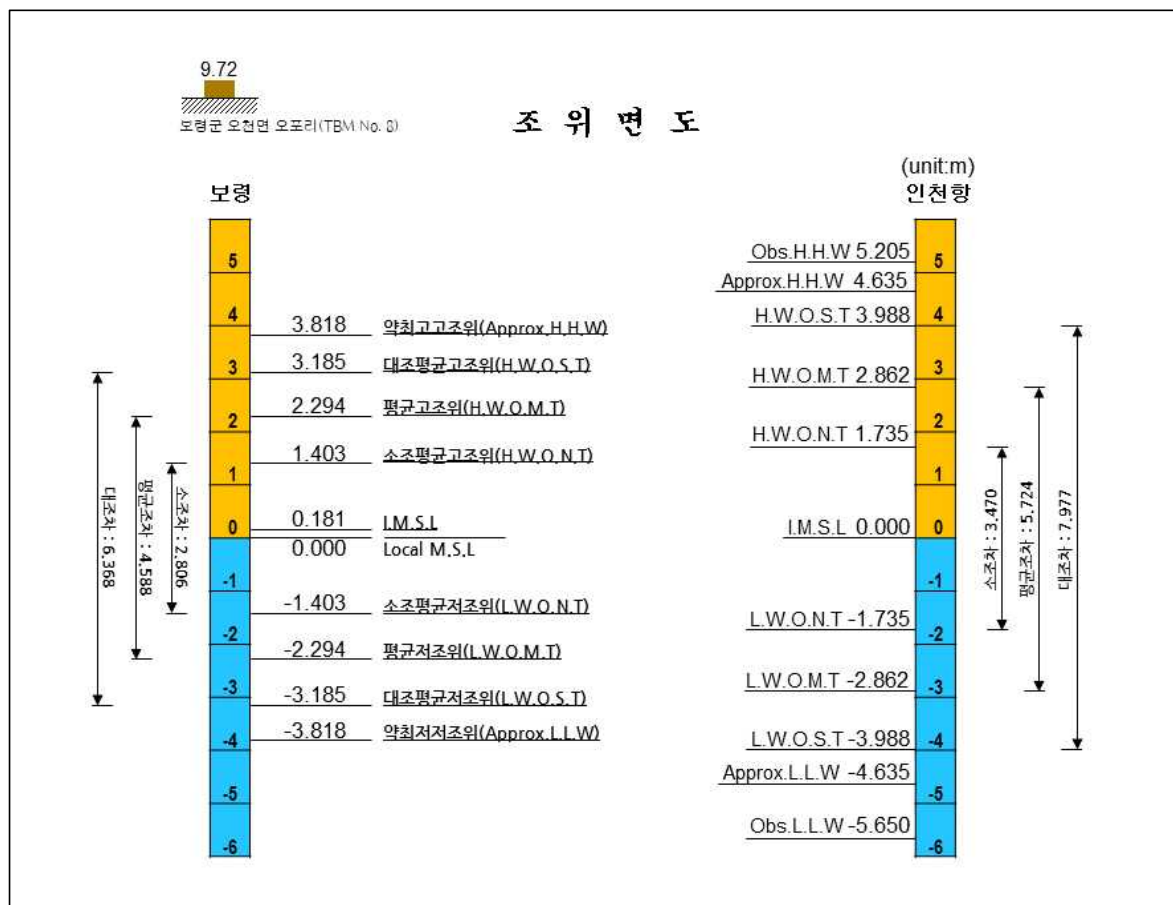 9.72
보령군 오천면 오포리(TBM No. 8)
조 위 면 도
(unit:m)
보령
인천항
5
4
3
2
1
0
-1
-2
-3
-4
-5
-6
3.818 약최고고조위(Approx.H.H.W)
3.185 대조평균고조위(H.W.O.S.T)
2.294 평균고조위(H.W.O.M.T)
1.403 소조평균고조위(H.W.O.N.T)
0.181 I.M.S.L
0.000 Local M.S.L
-1.403 소조평균저조위(L.W.O.N.T)
-2.294 평균저조위(L.W.O.M.T)
-3.185 대조평균저조위(L.W.O.S.T)
-3.818 약최저저조위(Approx.L.L.W)
대조차 : 6.368
평균조차 : 4.588
소조차 : 2.806
Obs.H.H.W 5.205
Approx.H.H.W 4.635
H.W.O.S.T 3.988
H.W.O.M.T 2.862
H.W.O.N.T 1.735
I.M.S.L 0.000
L.W.O.N.T -1.735
L.W.O.M.T -2.862
L.W.O.S.T -3.988
Approx.L.L.W -4.635
Obs.L.L.W -5.650
5
4
3
2
1
0
-1
-2
-3
-4
-5
-6
소조차 : 3.470
평균조차 : 5.724
대조차 : 7.977